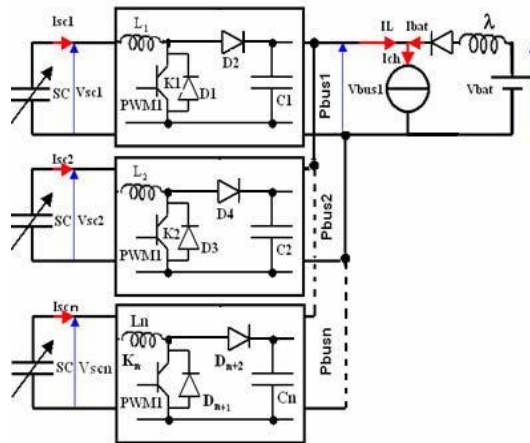 Isc1
L1
D2
SC
Vsc1
K1
D1
PWM1
C1
Pbus1
IL
Ibat
λ
Ich
Vbus1
Vbat
Isc2
L2
D4
SC
Vsc2
K2
D3
PWM1
C2
Pbus2
Iscn
Ln
Kn
Dn+2
SC
Vscn
PWM1
Dn+1
Cn
Pbusn